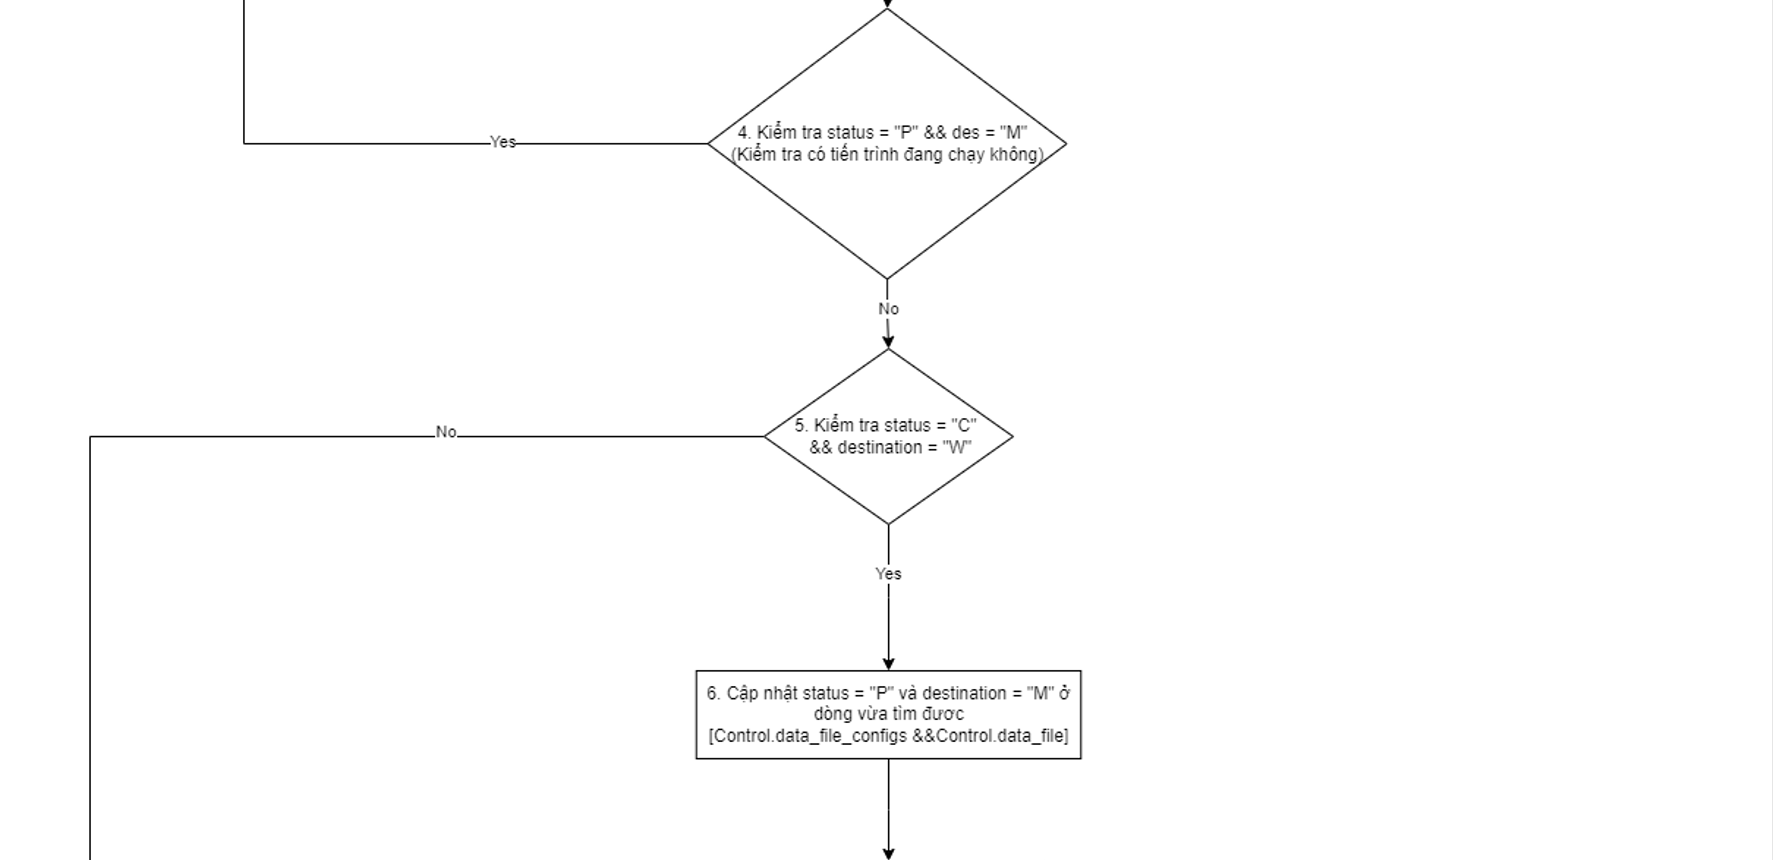 4. Kiểm tra status = "P" && des = "M"
(Kiểm tra có tiến trình đang chạy không)
Yes
No
5. Kiểm tra status = "C"
&& destination = "W"
No
Yes
6. Cập nhật status = "P" và destination = "M" ở
dòng vừa tìm đươc
[Control.data_file_configs &&Control.data_file]